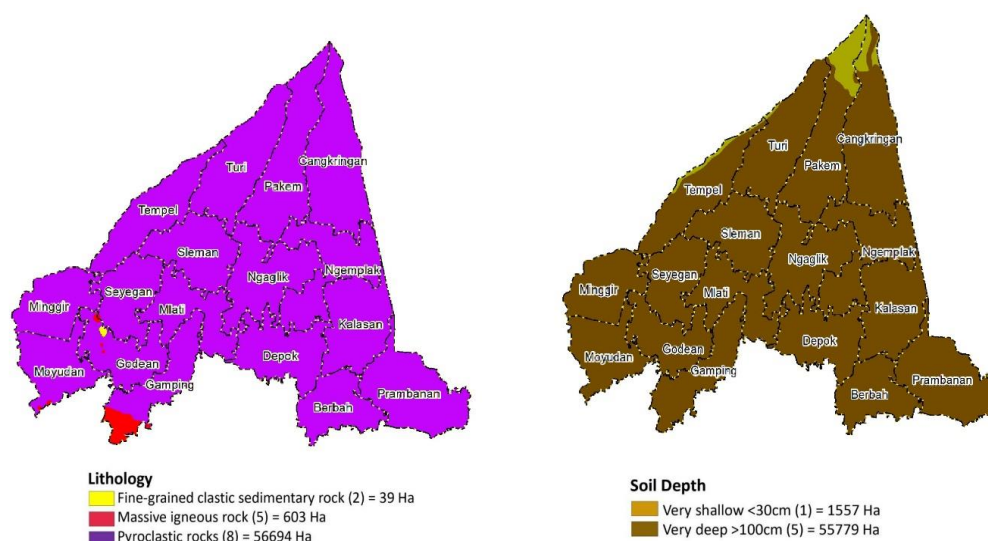 Turi
Cangkringan
Pakem
Tempel
Sleman
Ngaglik
Ngemplak
Seyegan
Minggir
Mlati
Kalasan
Godean
Depok
Moyudan
Gamping
Prambanan
Berbah
Lithology
Fine-grained clastic sedimentary rock (2) = 39 Ha
Massive igneous rock (5) = 603 Ha
Pyroclastic rocks (8) = 56694 Ha
Turi
Cangkringan
Pakem
Tempel
Sleman
Ngaglik
Ngemplak
Seyegan
Minggir
Mlati
Kalasan
Godean
Depok
Moyudan
Gamping
Prambanan
Berbah
Soil Depth
Very shallow <30cm (1) = 1557 Ha
Very deep >100cm (5) = 55779 Ha